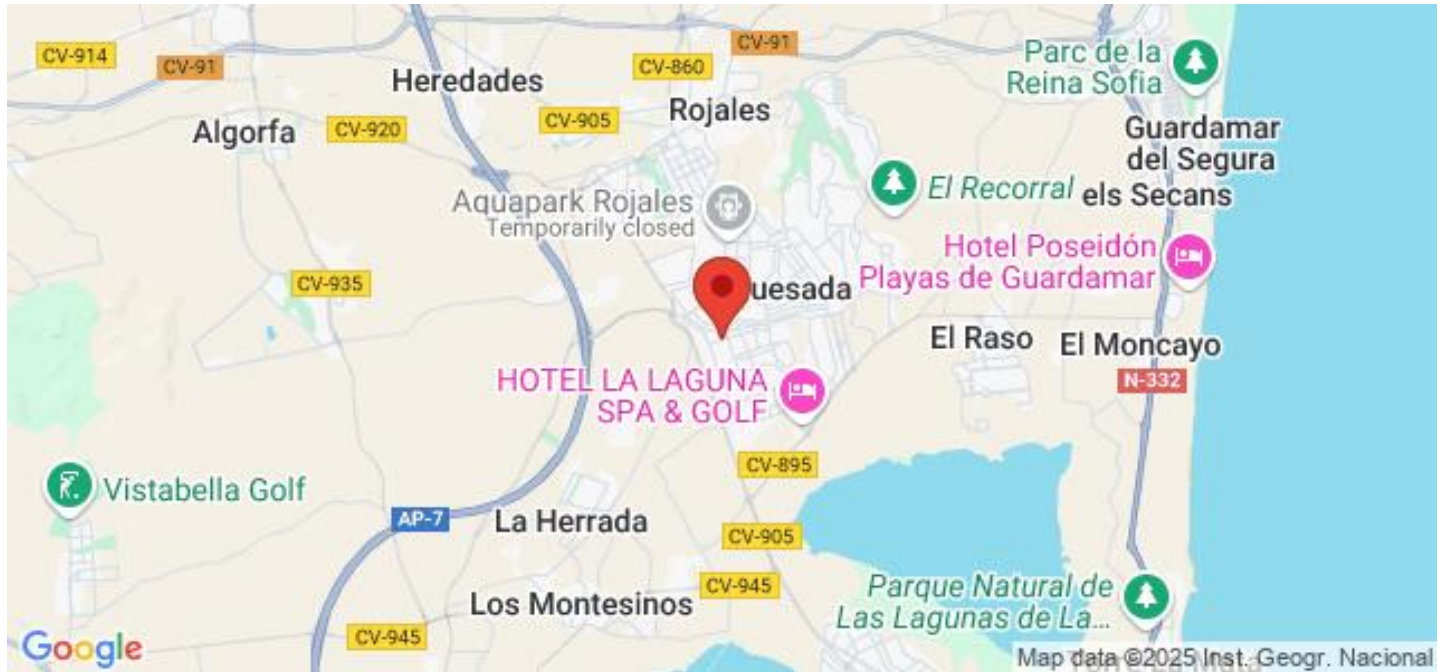 CV-914
CV-91
CV-91
Heredades
CV-860
Parc de la
Reina Sofia
Algorfa
CV-920
CV-905
Rojales
Guardamar
del Segura
Aquapark Rojales
Temporarily closed
El Recorral
els Secans
CV-935
uesada
Hotel Poseidón
Playas de Guardamar
El Raso
El Moncayo
HOTEL LA LAGUNA
SPA & GOLF
N-332
CV-895
Vistabella Golf
AP-7
La Herrada
CV-905
CV-945
Los Montesinos
Parque Natural de
Las Lagunas de La...
CV-945
Google
Map data ©2025 Inst. Geogr. Nacional